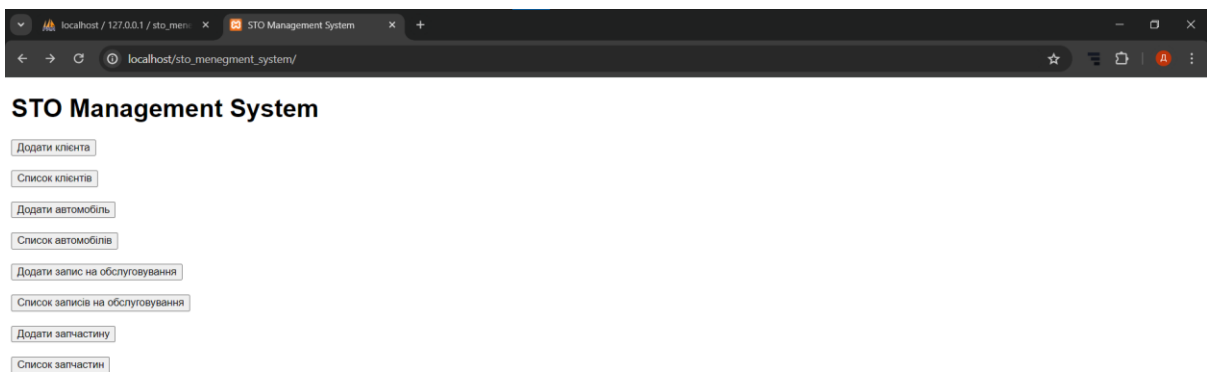 localhost / 127.0.0.1 / sto_mene
STO Management System
localhost/sto_menegment_system/
Д
STO Management System
Додати клієнта
Список клієнтів
Додати автомобіль
Список автомобілів
Додати запис на обслуговування
Список записів на обслуговування
Додати запчастину
Список запчастин